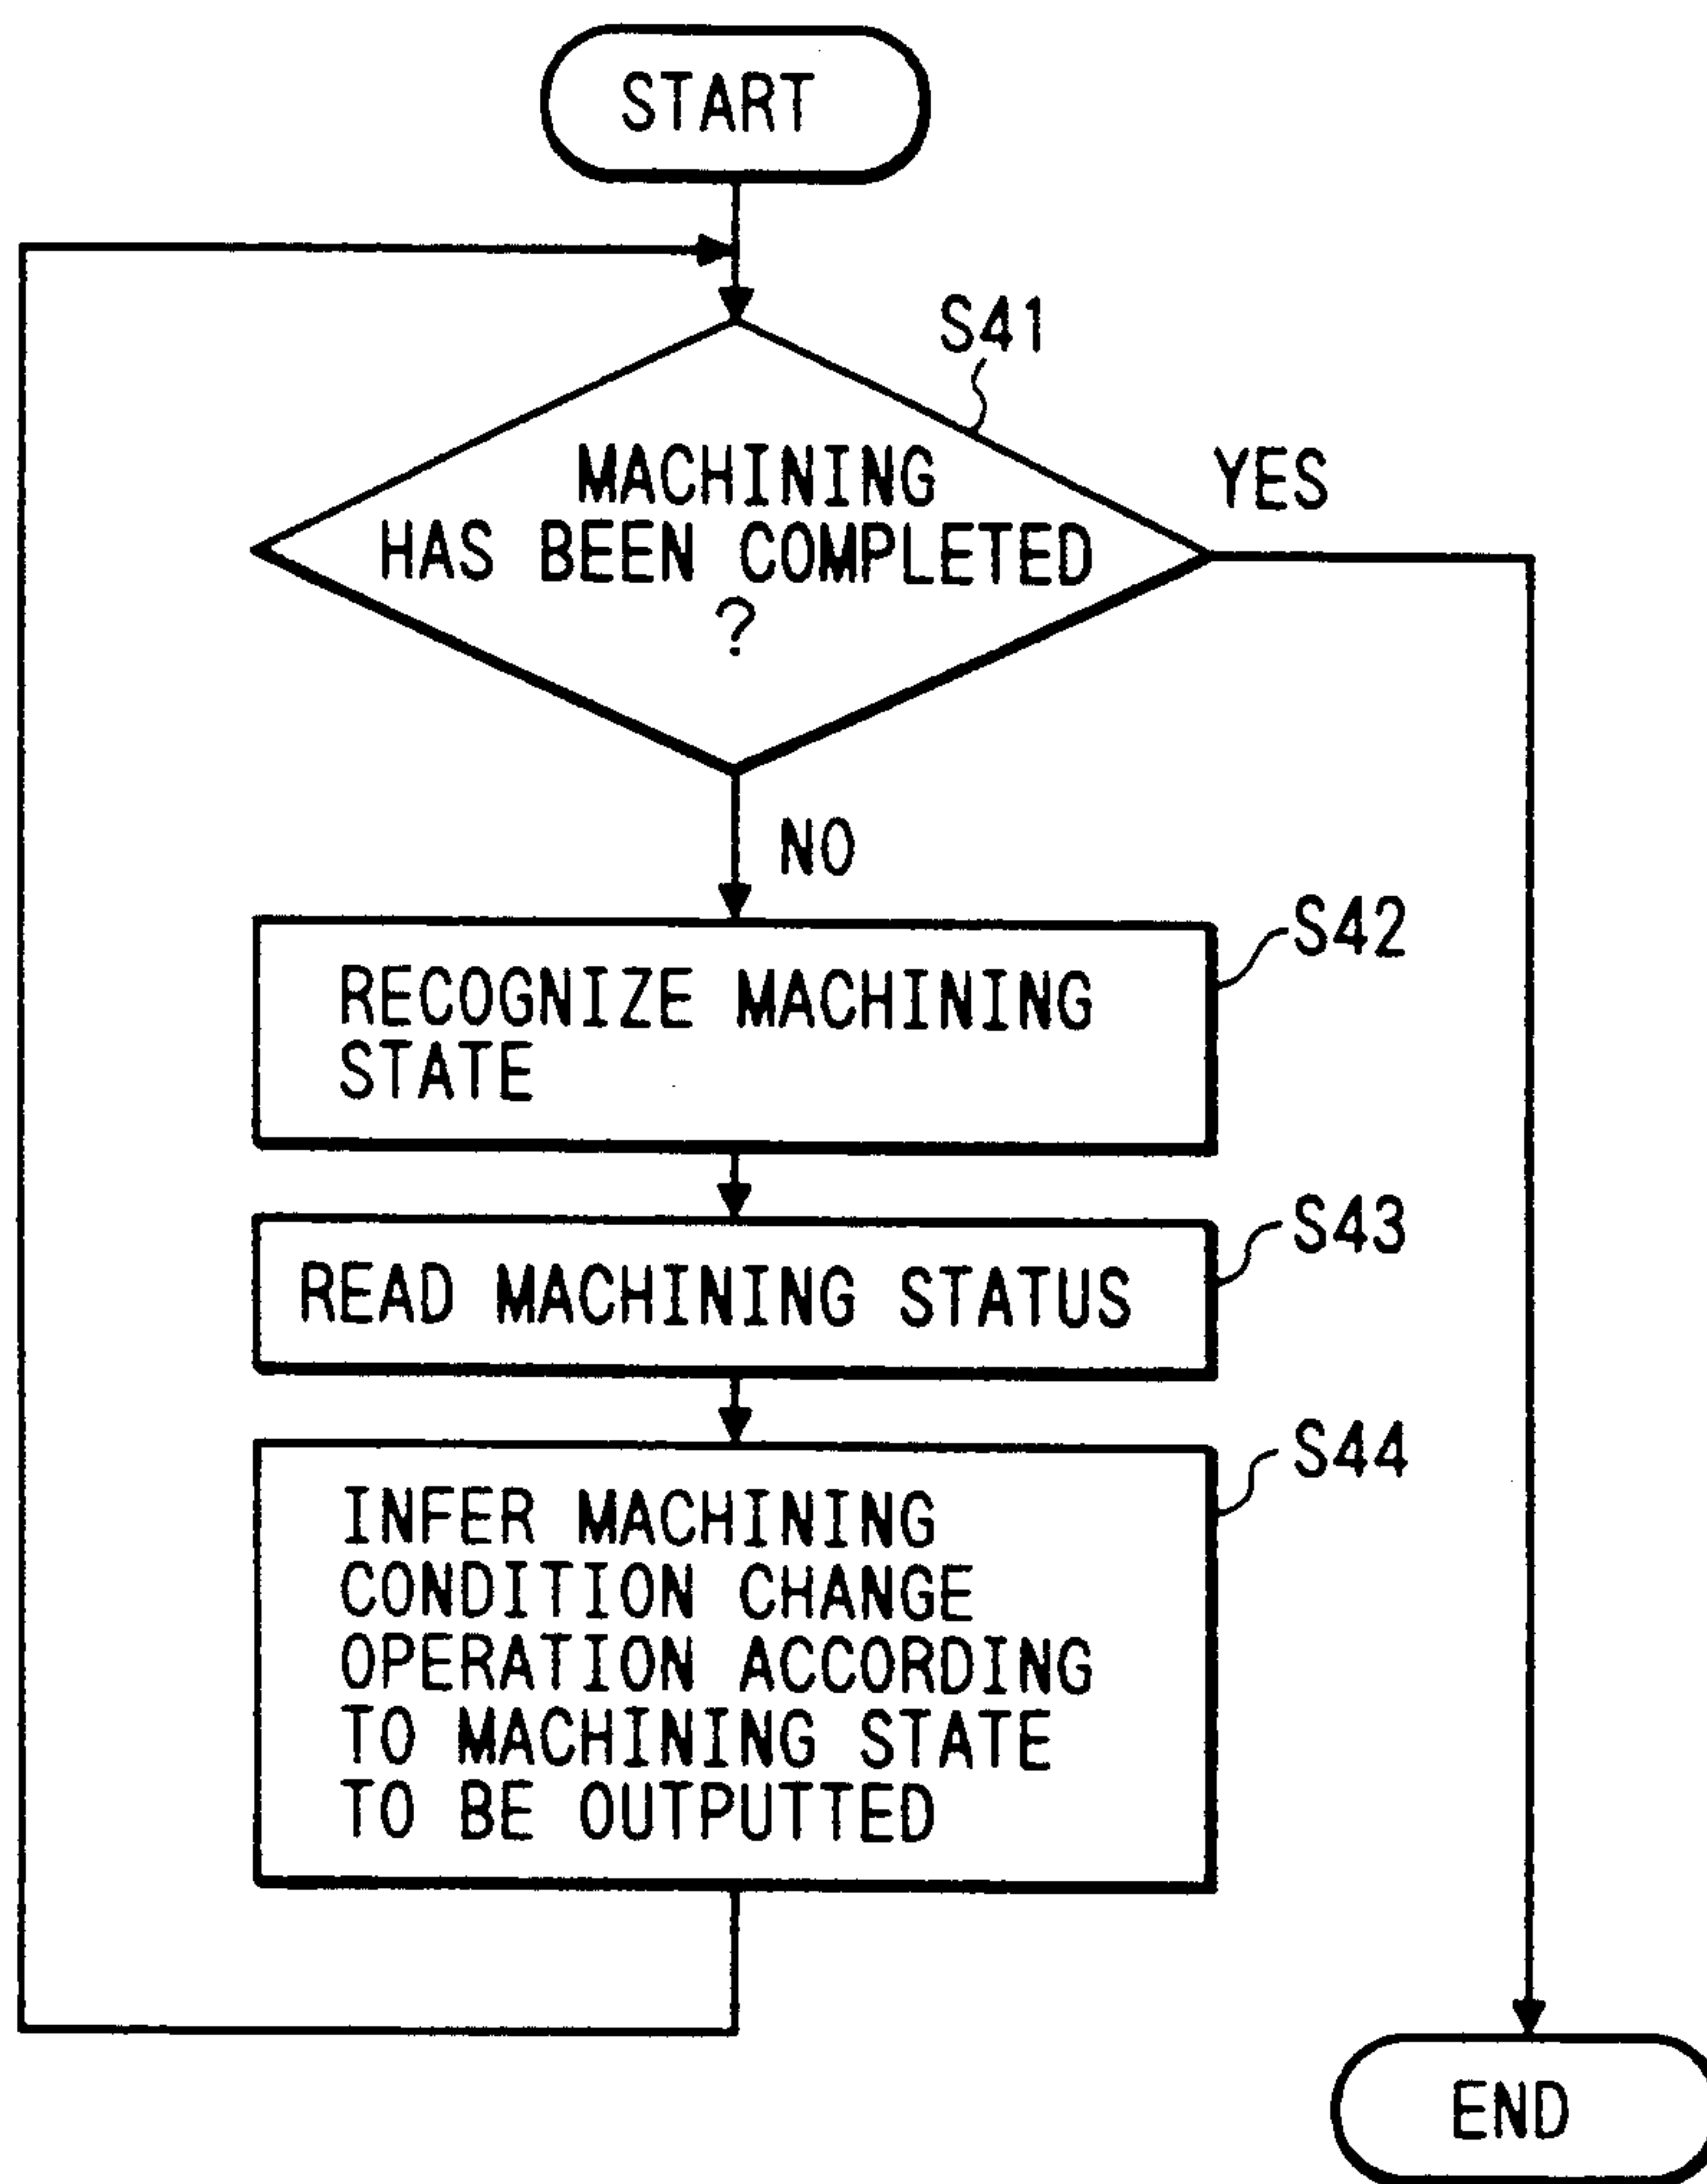 START
S41
MACHINING
HAS BEEN COMPLETED
?
YES
NO
S42
RECOGNIZE MACHINING
STATE
S43
READ MACHINING STATUS
S44
INFER MACHINING
CONDITION CHANGE
OPERATION ACCORDING
TO MACHINING STATE
TO BE OUTPUTTED
END